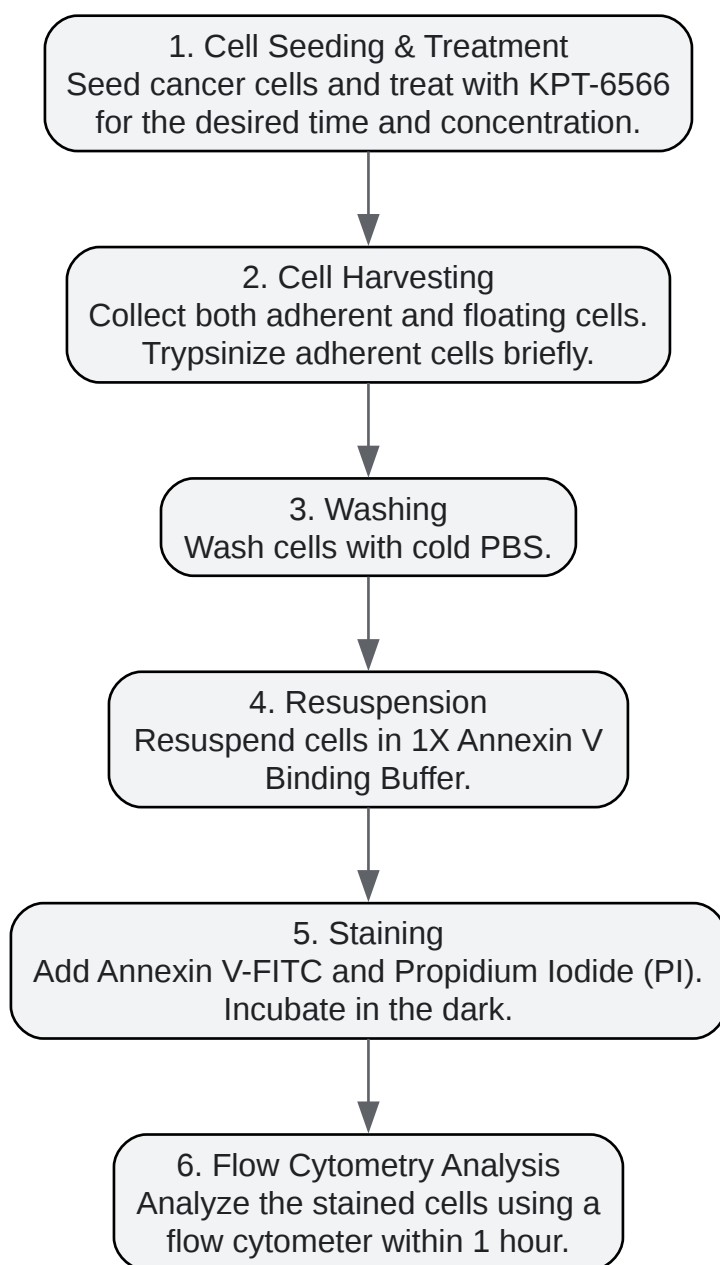 1. Cell Seeding & Treatment
Seed cancer cells and treat with KPT-6566
for the desired time and concentration.
2. Cell Harvesting
Collect both adherent and floating cells.
Trypsinize adherent cells briefly.
3. Washing
Wash cells with cold PBS.
4. Resuspension
Resuspend cells in 1X Annexin V
Binding Buffer.
5. Staining
Add Annexin V-FITC and Propidium Iodide (PI).
Incubate in the dark.
6. Flow Cytometry Analysis
Analyze the stained cells using a
flow cytometer within 1 hour.